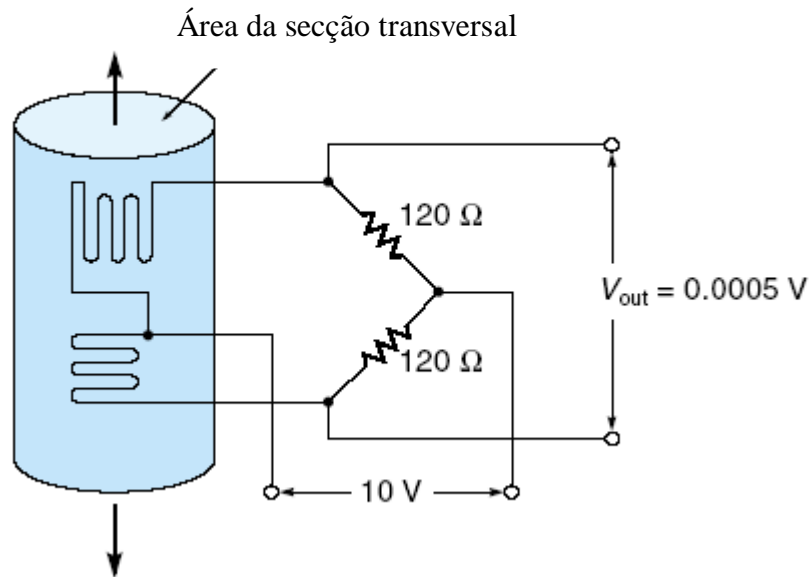 Área da secção transversal
120 Ω
V_out = 0.0005 V
120 Ω
10 V